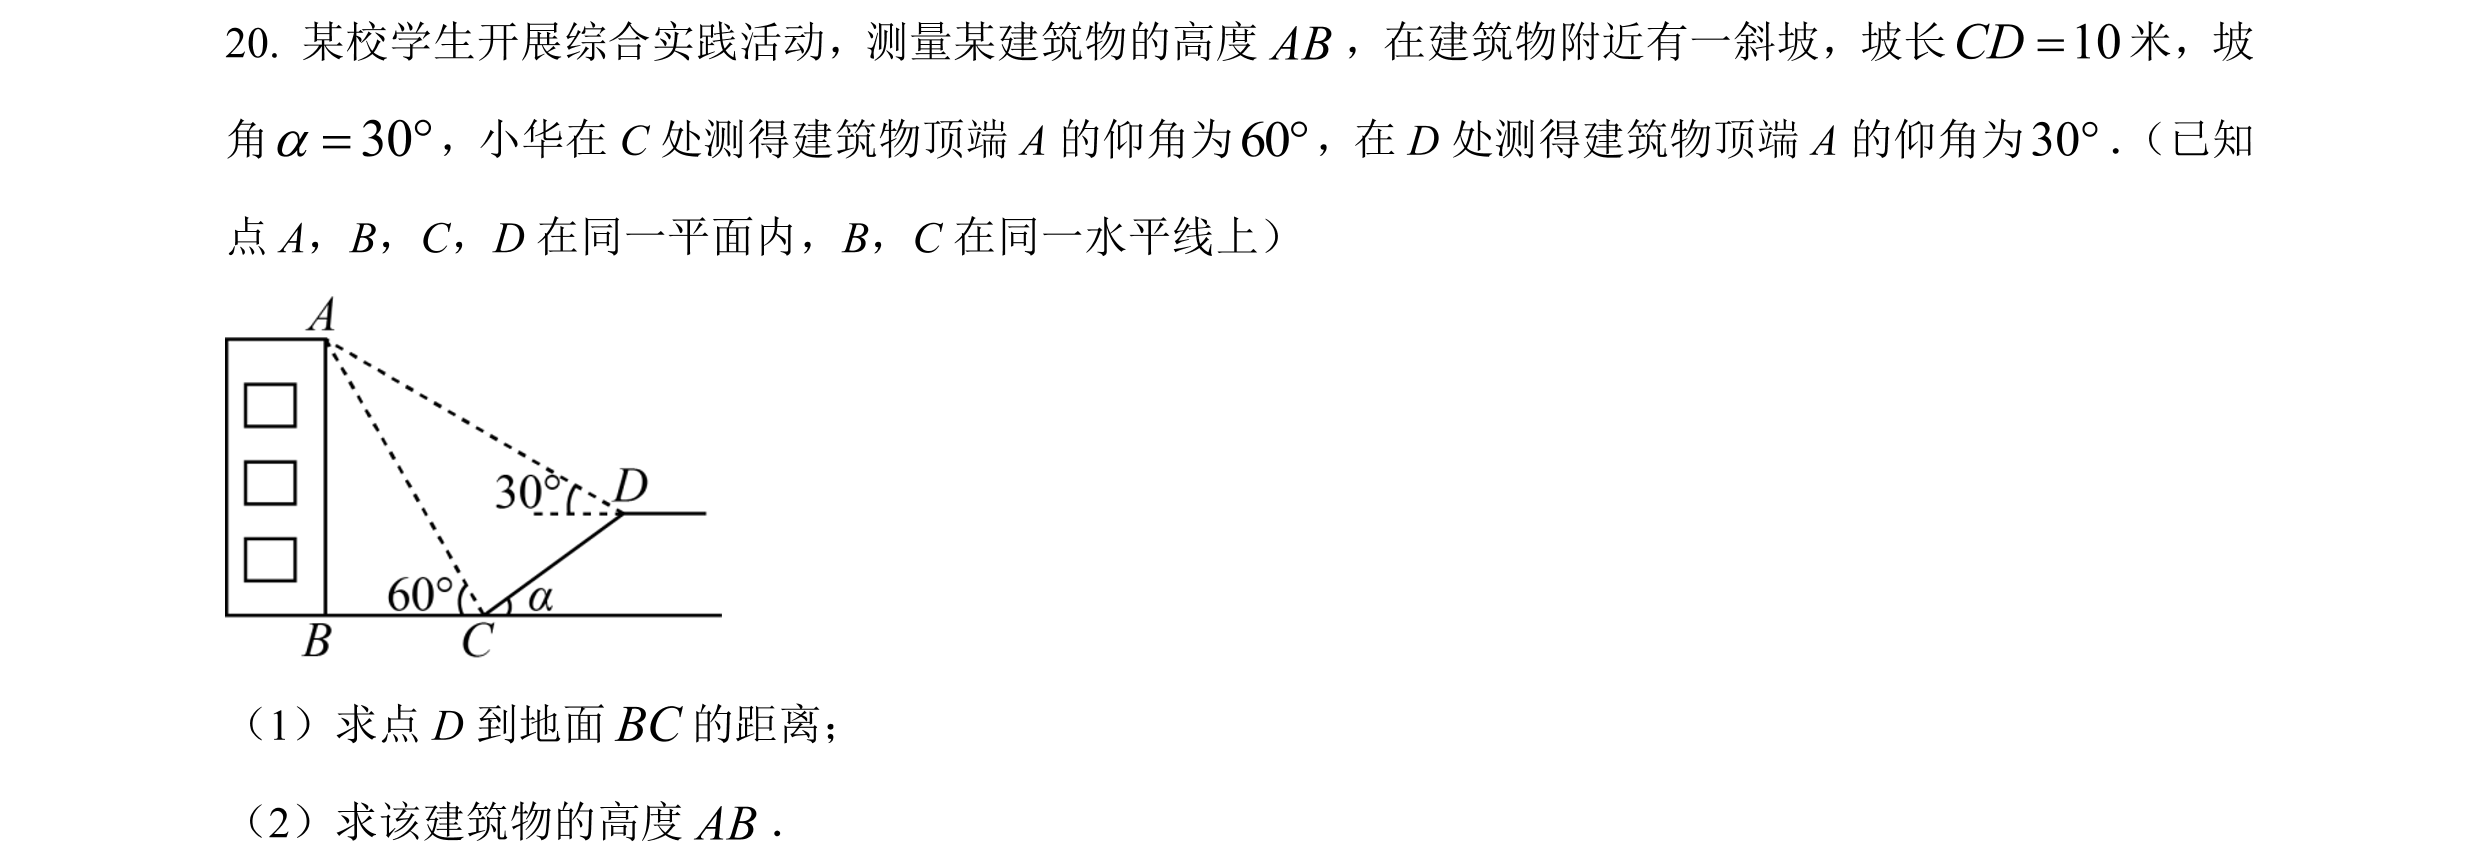 20. 某校学生开展综合实践活动，测量某建筑物的高度 AB，在建筑物附近有一斜坡，坡长 CD=10 米，坡
角 α=30°，小华在 C 处测得建筑物顶端 A 的仰角为 60°，在 D 处测得建筑物顶端 A 的仰角为 30°.（已知
点 A，B，C，D 在同一平面内，B，C 在同一水平线上）
A
30° D
60° α
B C
（1）求点 D 到地面 BC 的距离；
（2）求该建筑物的高度 AB.